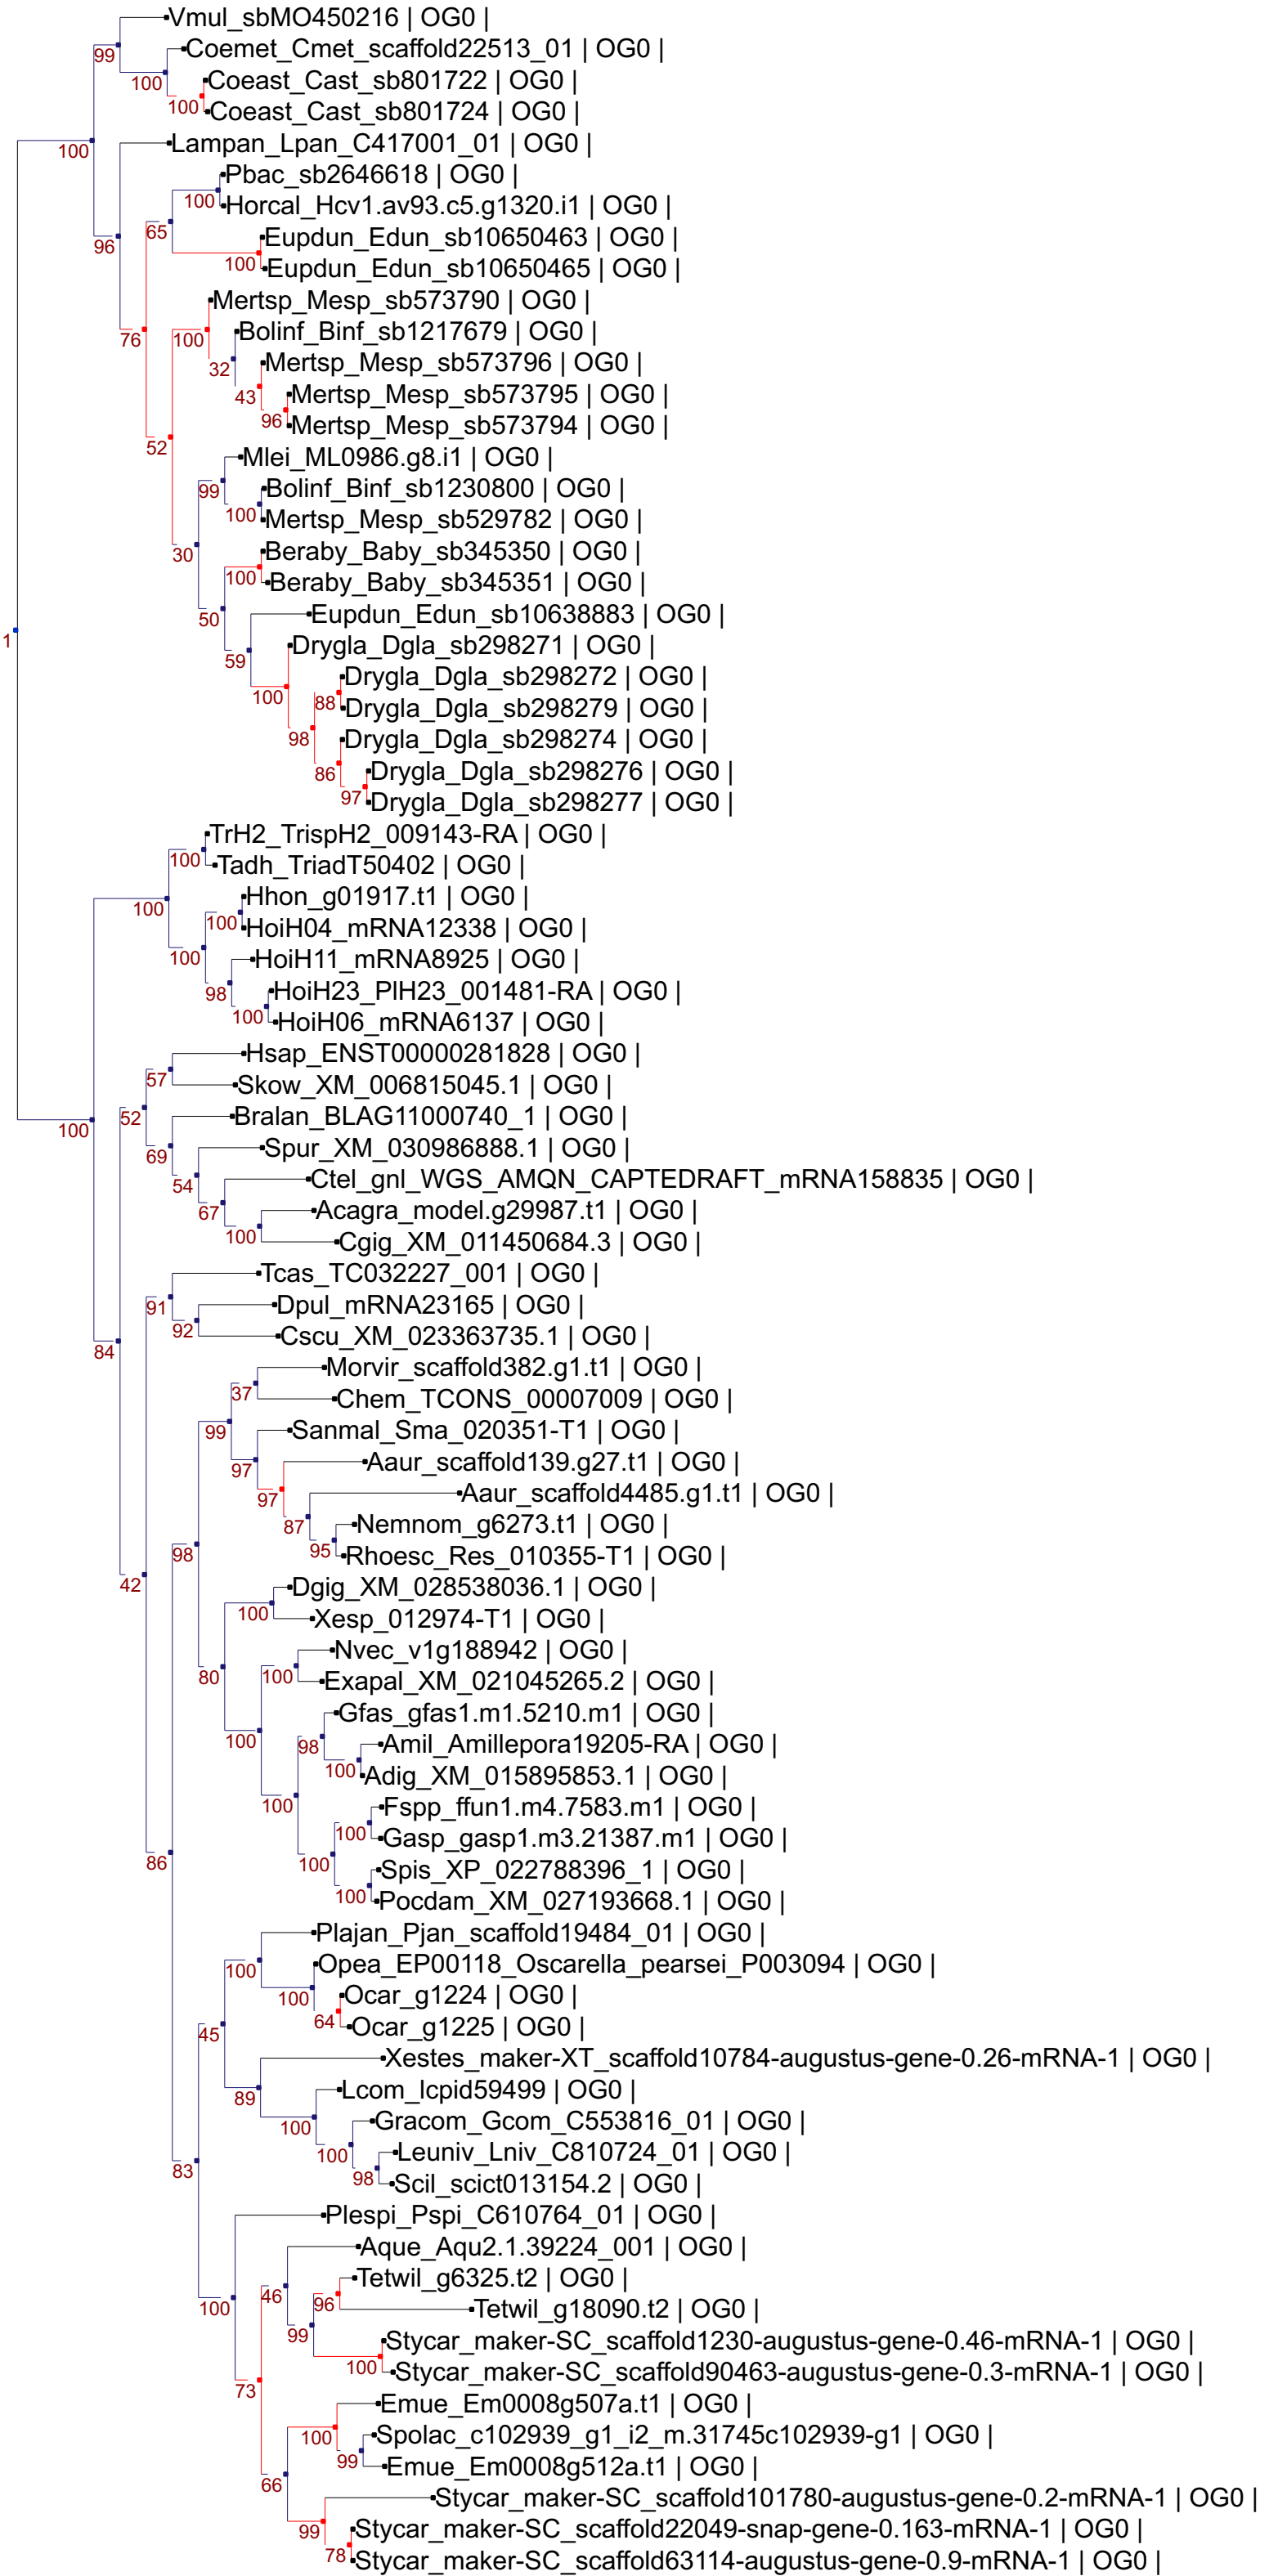 Vmul_sbMO450216 | OG0 |
99
Coemet_Cmet_scaffold22513_01 | OG0 |
100
Coeast_Cast_sb801722 | OG0 |
100
Coeast_Cast_sb801724 | OG0 |
100
Lampan_Lpan_C417001_01 | OG0 |
Pbac_sb2646618 | OG0 |
100
Horcal_Hcv1.av93.c5.g1320.i1 | OG0 |
65
96
Eupdun_Edun_sb10650463 | OG0 |
100
Eupdun_Edun_sb10650465 | OG0 |
Mertsp_Mesp_sb573790 | OG0 |
76
100
Bolinf_Binf_sb1217679 | OG0 |
32
Mertsp_Mesp_sb573796 | OG0 |
43
Mertsp_Mesp_sb573795 | OG0 |
96
Mertsp_Mesp_sb573794 | OG0 |
52
Mlei_ML0986.g8.i1 | OG0 |
99
Bolinf_Binf_sb1230800 | OG0 |
100
Mertsp_Mesp_sb529782 | OG0 |
30
Beraby_Baby_sb345350 | OG0 |
100
Beraby_Baby_sb345351 | OG0 |
50
Eupdun_Edun_sb10638883 | OG0 |
1
59
Drygla_Dgla_sb298271 | OG0 |
100
Drygla_Dgla_sb298272 | OG0 |
88
Drygla_Dgla_sb298279 | OG0 |
98
Drygla_Dgla_sb298274 | OG0 |
86
Drygla_Dgla_sb298276 | OG0 |
97
Drygla_Dgla_sb298277 | OG0 |
TrH2_TrispH2_009143-RA | OG0 |
100
Tadh_TriadT50402 | OG0 |
100
Hhon_g01917.t1 | OG0 |
100
HoiH04_mRNA12338 | OG0 |
100
HoiH11_mRNA8925 | OG0 |
98
HoiH23_PlH23_001481-RA | OG0 |
100
HoiH06_mRNA6137 | OG0 |
Hsap_ENST00000281828 | OG0 |
57
Skow_XM_006815045.1 | OG0 |
52
100
Bralan_BLAG11000740_1 | OG0 |
69
Spur_XM_030986888.1 | OG0 |
54
Ctel_gnl_WGS_AMQN_CAPTEDRAFT_mRNA158835 | OG0 |
67
Acagra_model.g29987.t1 | OG0 |
100
Cgig_XM_011450684.3 | OG0 |
Tcas_TC032227_001 | OG0 |
91
Dpul_mRNA23165 | OG0 |
92
Cscu_XM_023363735.1 | OG0 |
84
Morvir_scaffold382.g1.t1 | OG0 |
37
Chem_TCONS_00007009 | OG0 |
99
Sanmal_Sma_020351-T1 | OG0 |
97
Aaur_scaffold139.g27.t1 | OG0 |
97
Aaur_scaffold4485.g1.t1 | OG0 |
87
Nemnom_g6273.t1 | OG0 |
95
Rhoesc_Res_010355-T1 | OG0 |
98
42
Dgig_XM_028538036.1 | OG0 |
100
Xesp_012974-T1 | OG0 |
80
Nvec_v1g188942 | OG0 |
100
Exapal_XM_021045265.2 | OG0 |
100
Gfas_gfas1.m1.5210.m1 | OG0 |
98
Amil_Amillepora19205-RA | OG0 |
100
Adig_XM_015895853.1 | OG0 |
100
Fspp_ffun1.m4.7583.m1 | OG0 |
100
Gasp_gasp1.m3.21387.m1 | OG0 |
86
100
Spis_XP_022788396_1 | OG0 |
100
Pocdam_XM_027193668.1 | OG0 |
Plajan_Pjan_scaffold19484_01 | OG0 |
100
Opea_EP00118_Oscarella_pearsei_P003094 | OG0 |
100
Ocar_g1224 | OG0 |
64
Ocar_g1225 | OG0 |
45
Xestes_maker-XT_scaffold10784-augustus-gene-0.26-mRNA-1 | OG0 |
89
Lcom_lcpid59499 | OG0 |
100
Gracom_Gcom_C553816_01 | OG0 |
100
Leuniv_Lniv_C810724_01 | OG0 |
98
Scil_scict013154.2 | OG0 |
83
Plespi_Pspi_C610764_01 | OG0 |
Aque_Aqu2.1.39224_001 | OG0 |
46
Tetwil_g6325.t2 | OG0 |
100
96
Tetwil_g18090.t2 | OG0 |
99
Stycar_maker-SC_scaffold1230-augustus-gene-0.46-mRNA-1 | OG0 |
100
Stycar_maker-SC_scaffold90463-augustus-gene-0.3-mRNA-1 | OG0 |
73
Emue_Em0008g507a.t1 | OG0 |
100
Spolac_c102939_g1_i2_m.31745c102939-g1 | OG0 |
99
Emue_Em0008g512a.t1 | OG0 |
66
Stycar_maker-SC_scaffold101780-augustus-gene-0.2-mRNA-1 | OG0 |
99
Stycar_maker-SC_scaffold22049-snap-gene-0.163-mRNA-1 | OG0 |
78
Stycar_maker-SC_scaffold63114-augustus-gene-0.9-mRNA-1 | OG0 |